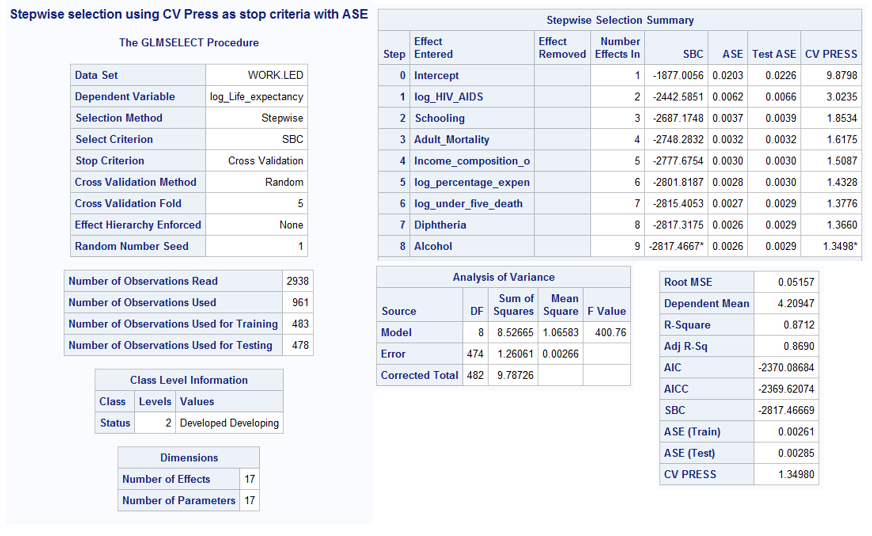 Stepwise selection using CV Press as stop criteria with ASE
The GLMSELECT Procedure
Data Set WORK.LED
Dependent Variable log_Life_expectancy
Selection Method Stepwise
Select Criterion SBC
Stop Criterion Cross Validation
Cross Validation Method Random
Cross Validation Fold 5
Effect Hierarchy Enforced None
Random Number Seed 1
Number of Observations Read 2938
Number of Observations Used 961
Number of Observations Used for Training 483
Number of Observations Used for Testing 478
Class Level Information
Class Levels Values
Status 2 Developed Developing
Dimensions
Number of Effects 17
Number of Parameters 17
Stepwise Selection Summary
Step Effect Entered Effect Removed Number Effects In SBC ASE Test ASE CV PRESS
0 Intercept 1 -1877.0056 0.0203 0.0226 9.8798
1 log_HIV_AIDS 2 -2442.5851 0.0062 0.0066 3.0235
2 Schooling 3 -2687.1748 0.0037 0.0039 1.8534
3 Adult_Mortality 4 -2748.2832 0.0032 0.0032 1.6175
4 Income_composition_o 5 -2777.6754 0.0030 0.0030 1.5087
5 log_percentage_expen 6 -2801.8187 0.0028 0.0030 1.4328
6 log_under_five_death 7 -2815.4053 0.0027 0.0029 1.3776
7 Diphtheria 8 -2817.3175 0.0026 0.0029 1.3660
8 Alcohol 9 -2817.4667* 0.0026 0.0029 1.3498*
Analysis of Variance
Source DF Sum of Squares Mean Square F Value
Model 8 8.52665 1.06583 400.76
Error 474 1.26061 0.00266
Corrected Total 482 9.78726
Root MSE 0.05157
Dependent Mean 4.20947
R-Square 0.8712
Adj R-Sq 0.8690
AIC -2370.08684
AICC -2369.62074
SBC -2817.46669
ASE (Train) 0.00261
ASE (Test) 0.00285
CV PRESS 1.34980